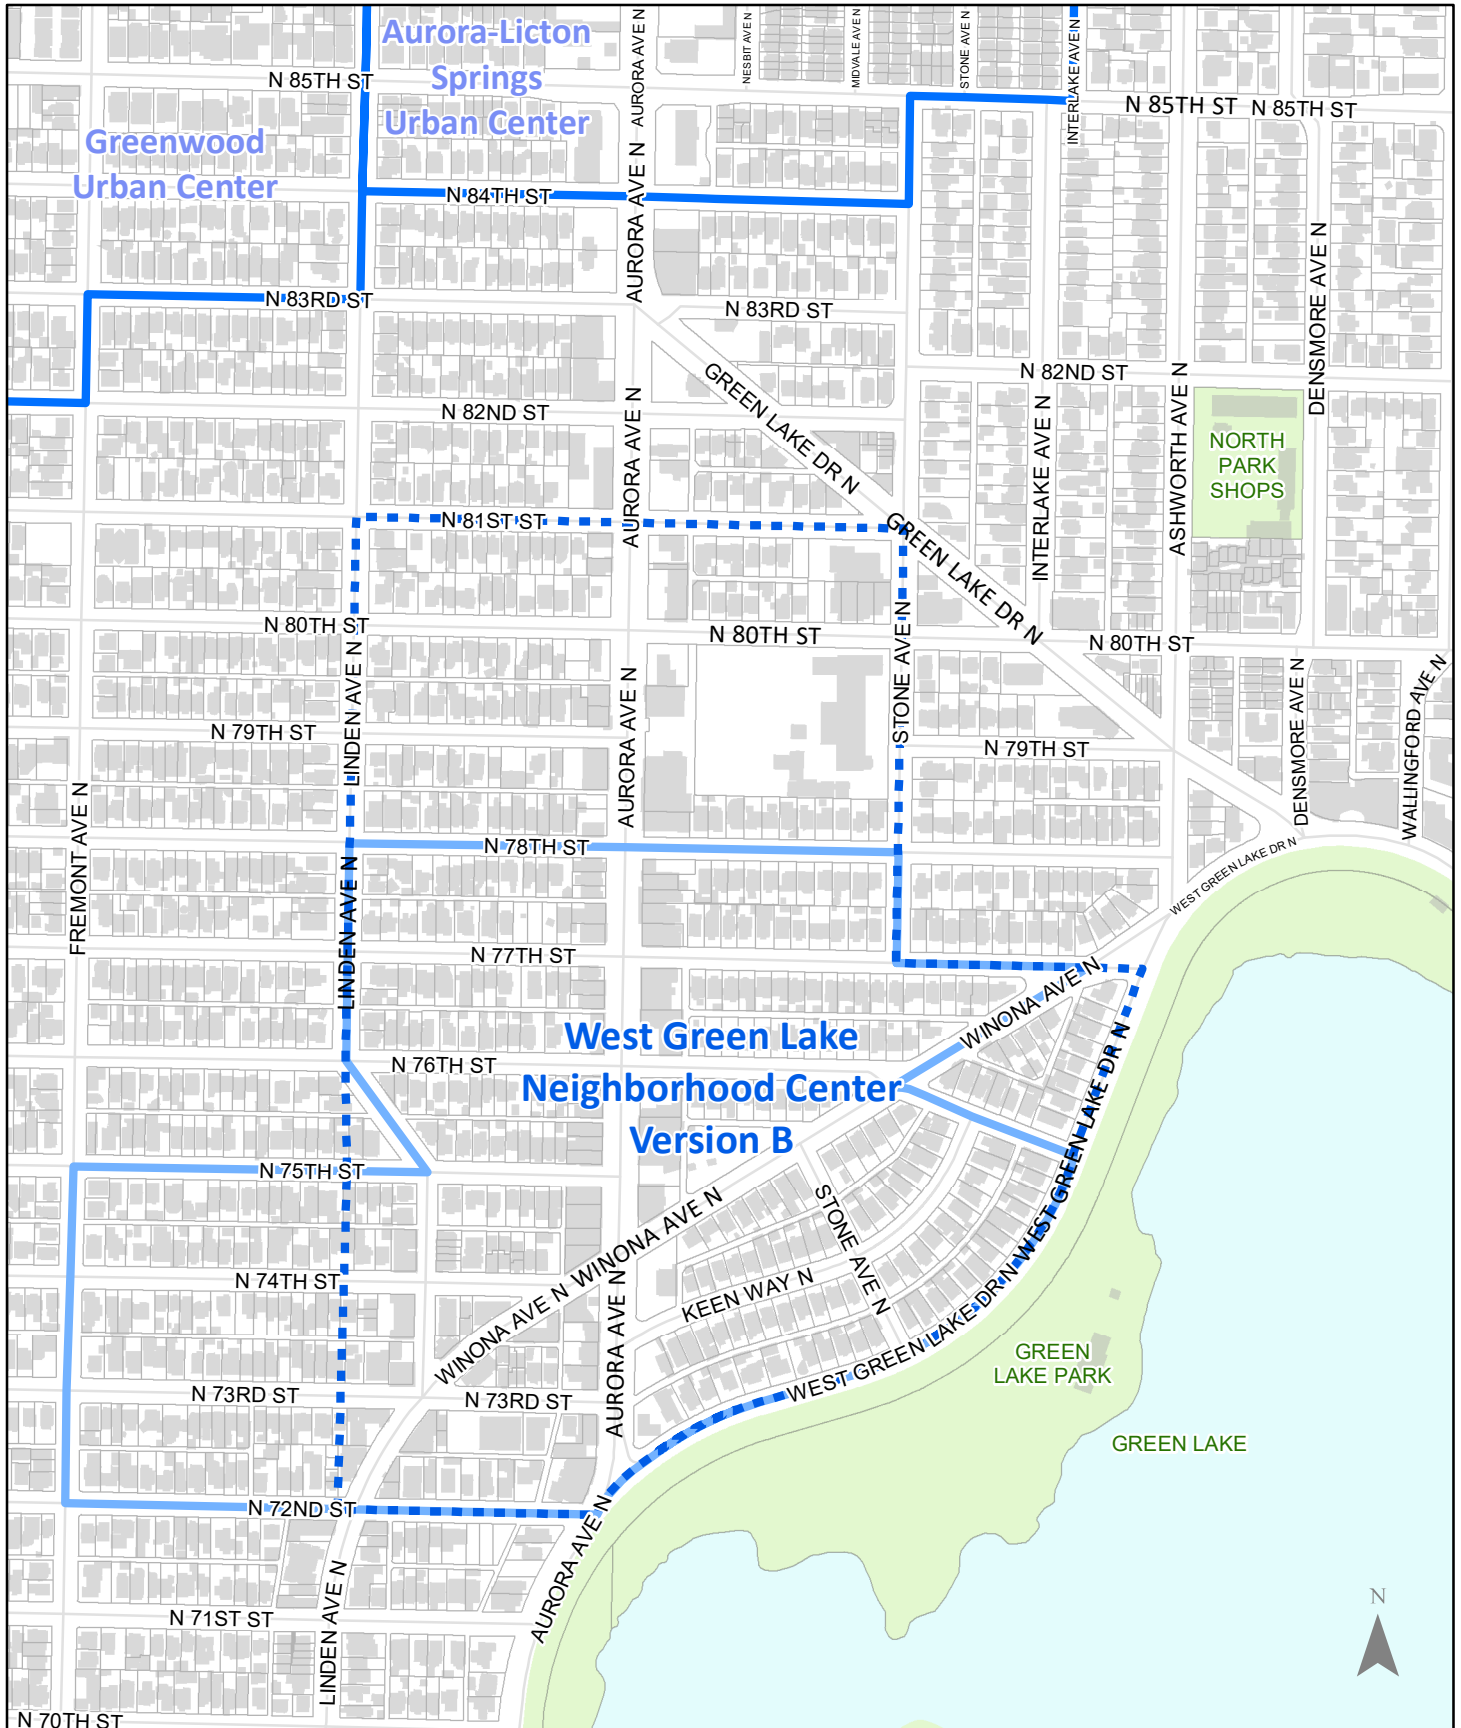 Aurora-Licton
Springs
Urban Center
AURORA AVE N
AURORA AVE N
NESBIT AVE N
MIDVALE AVE N
STONE AVE N
INTERLAKE AVE N
N 85TH ST
N 85TH ST
N 85TH ST
Greenwood
Urban Center
N 84TH ST
N 83RD ST
N 83RD ST
DENSMORE AVE N
N 82ND ST
GREEN LAKE DR N
AURORA AVE N
INTERLAKE AVE N
ASHWORTH AVE N
N 82ND ST
NORTH
PARK
SHOPS
N 81ST ST
GREEN LAKE DR N
N 80TH ST
N 80TH ST
N 80TH ST
LINDEN AVE N
AURORA AVE N
STONE AVE N
DENSMORE AVE N
WALLINGFORD AVE N
N 79TH ST
N 79TH ST
FREMONT AVE N
N 78TH ST
WEST GREEN LAKE DR N
LINDEN AVE N
N 77TH ST
WINONA AVE N
West Green Lake
Neighborhood Center
Version B
N 76TH ST
WEST GREEN LAKE DR N
N 75TH ST
STONE AVE N
WINONA AVE N
WINONA AVE N
N 74TH ST
KEEN WAY N
AURORA AVE N
WEST GREEN LAKE DR N
GREEN
LAKE PARK
N 73RD ST
N 73RD ST
GREEN LAKE
N 72ND ST
AURORA AVE N
LINDEN AVE N
N
N 71ST ST
N 70TH ST